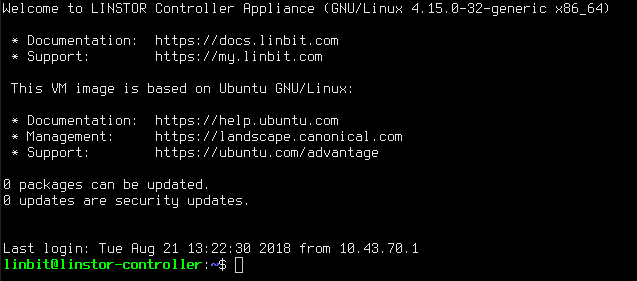 Welcome to LINSTOR Controller Appliance (GNU/Linux 4.15.0-32-generic x86_64)
* Documentation: https://docs.linbit.com
* Support: https://my.linbit.com
This VM image is based on Ubuntu GNU/Linux:
* Documentation: https://help.ubuntu.com
* Management: https://landscape.canonical.com
* Support: https://ubuntu.com/advantage
0 packages can be updated.
0 updates are security updates.
Last login: Tue Aug 21 13:22:30 2018 from 10.43.70.1
linbit@linstor-controller:~$